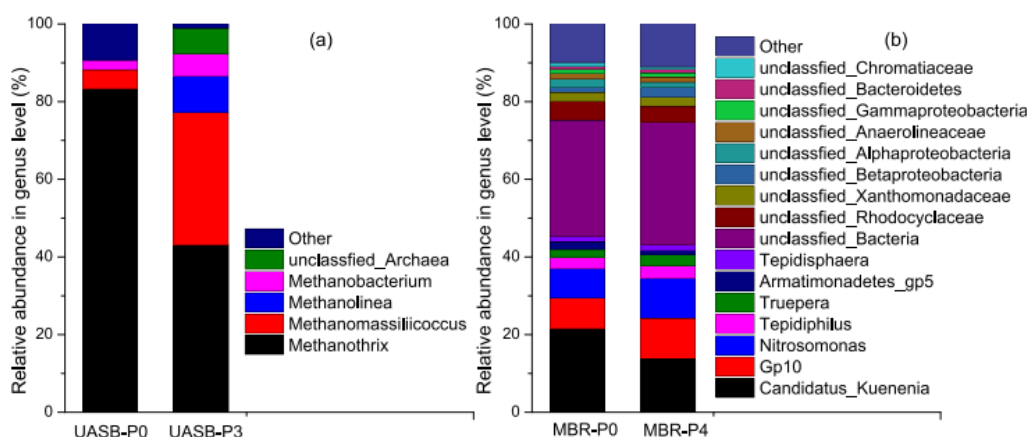 Relative abundance in genus level (%)
100
80
60
40
20
0
(a)
Other
unclassfied_Archaea
Methanobacterium
Methanolinea
Methanomassiliicoccus
Methanothrix
UASB-P0
UASB-P3
Relative abundance in genus level (%)
100
80
60
40
20
0
(b)
Other
unclassfied_Chromatiaceae
unclassfied_Bacteroidetes
unclassfied_Gammaproteobacteria
unclassfied_Anaerolineaceae
unclassfied_Alphaproteobacteria
unclassfied_Betaproteobacteria
unclassfied_Xanthomonadaceae
unclassfied_Rhodocyclaceae
unclassfied_Bacteria
Tepidisphaera
Armatimonadetes_gp5
Truepera
Tepidiphilus
Nitrosomonas
Gp10
Candidatus_Kuenenia
MBR-P0
MBR-P4